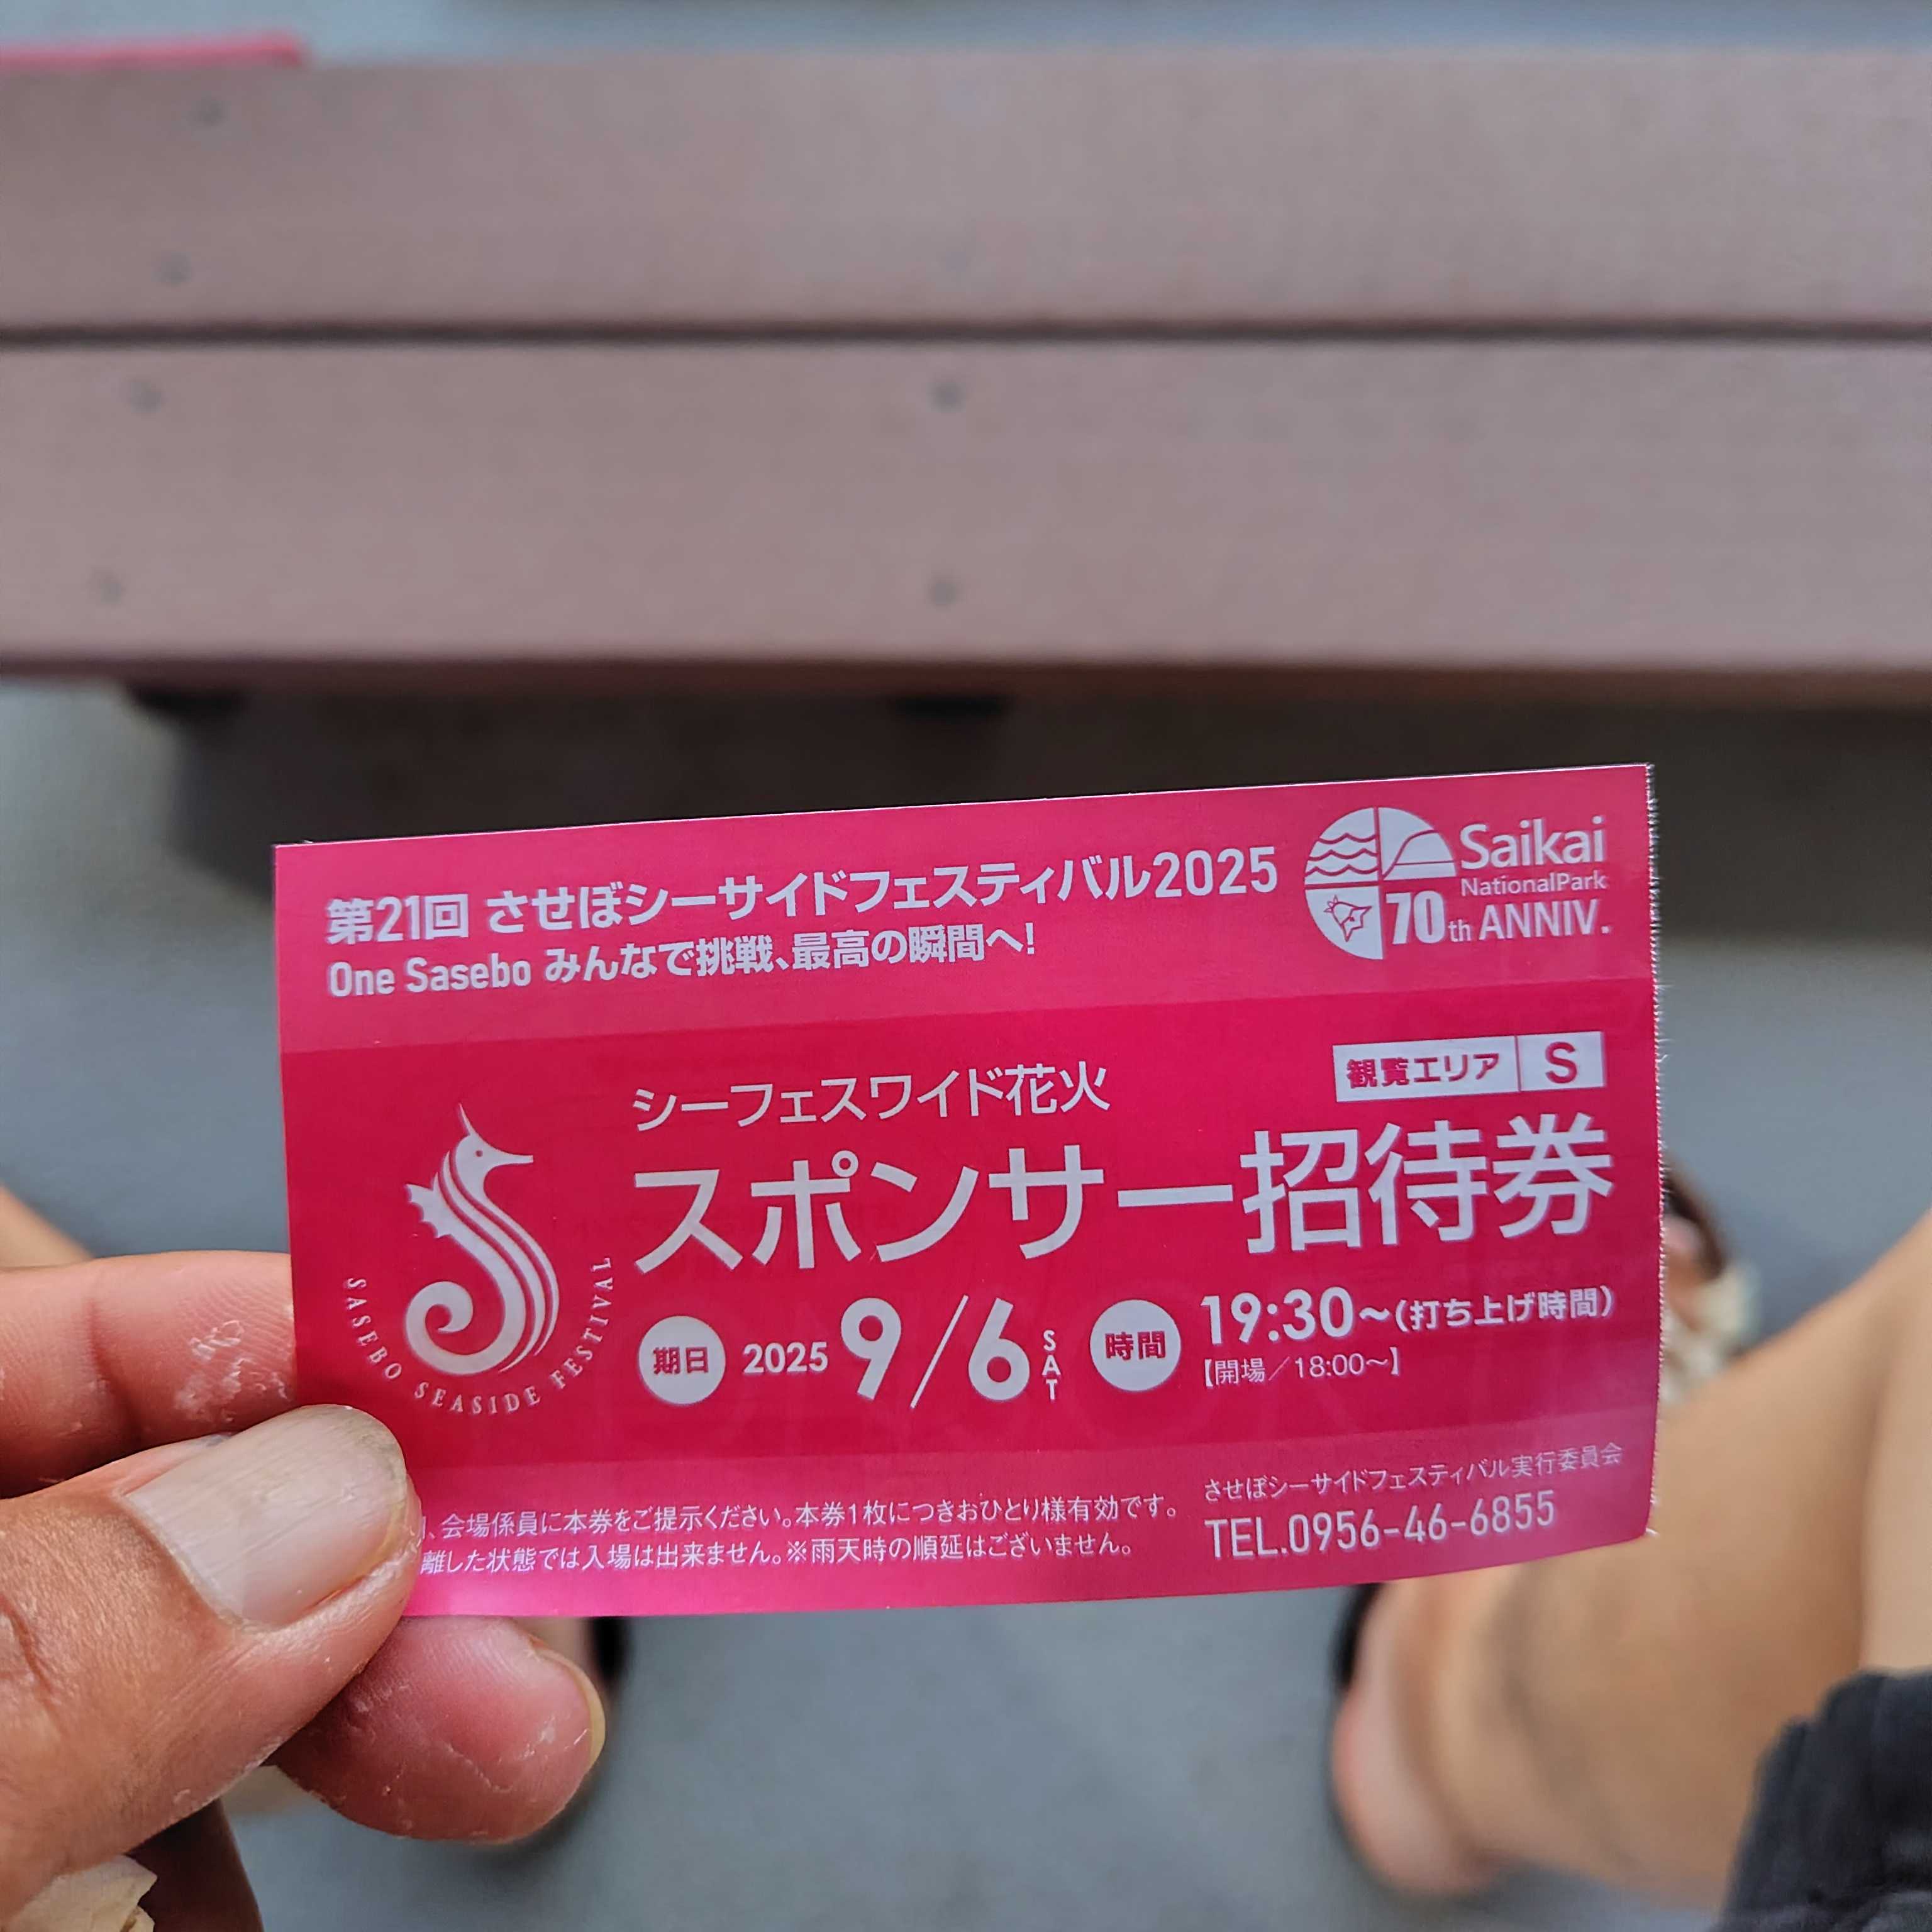 第21回 させぼシーサイドフェスティバル2025
One Sasebo みんなで挑戦、最高の瞬間へ!
Saikai
NationalPark
70th ANNIV.
シーフェスワイド花火
観覧エリア S
スポンサー招待券
SASEBO SEASIDE FESTIVAL
期日 2025 9/6 SAT 時間 19:30~(打ち上げ時間)
【開場/18:00~】
、会場係員に本券をご提示ください。本券1枚につきおひとり様有効です。
離した状態では入場は出来ません。※雨天時の順延はございません。
させぼシーサイドフェスティバル実行委員会
TEL.0956-46-6855